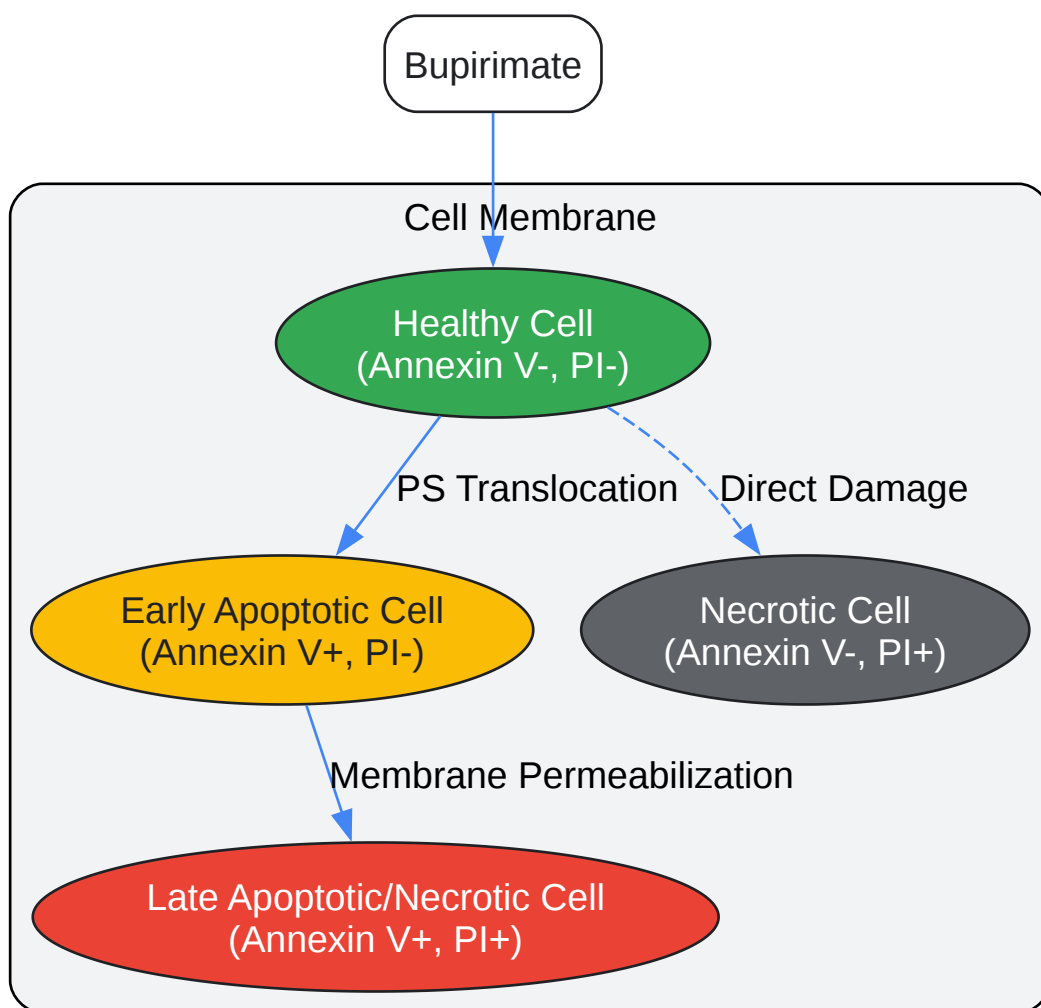 Bupirimate
Cell Membrane
Healthy Cell
(Annexin V-, PI-)
PS Translocation
Direct Damage
Early Apoptotic Cell
(Annexin V+, PI-)
Necrotic Cell
(Annexin V-, PI+)
Membrane Permeabilization
Late Apoptotic/Necrotic Cell
(Annexin V+, PI+)